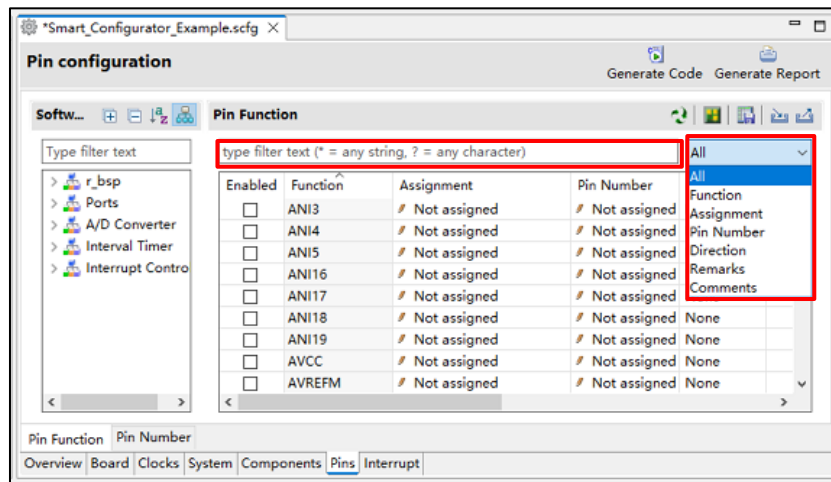 *Smart_Configurator_Example.scfg
Pin configuration
Generate Code Generate Report
Softw... Pin Function
Type filter text
type filter text (* = any string, ? = any character)
All
All
Function
Assignment
Pin Number
Direction
Remarks
Comments
r_bsp
Ports
A/D Converter
Interval Timer
Interrupt Contro
Enabled Function Assignment Pin Number
ANI3 Not assigned Not assigned
ANI4 Not assigned Not assigned
ANI5 Not assigned Not assigned
ANI16 Not assigned Not assigned
ANI17 Not assigned Not assigned
ANI18 Not assigned Not assigned None
ANI19 Not assigned Not assigned None
AVCC Not assigned Not assigned None
AVREFM Not assigned Not assigned None
Pin Function Pin Number
Overview Board Clocks System Components Pins Interrupt